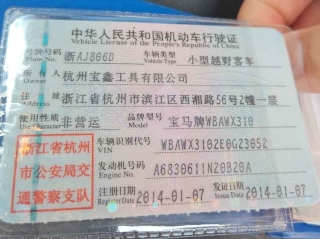 中华人民共和国机动车行驶证
Vehicle License of the People's Republic of China
号牌号码 浙AJ806D 车辆类型 小型越野客车
Plate No. Vehicle Type
所有人 杭州宝鑫工具有限公司
Owner
住址 浙江省杭州市滨江区西湘路56号2幢一层
Address
使用性质 非营运 品牌型号 宝马牌WBAWX310
Use Character Model
浙江省杭州市公安局交通警察支队
车辆识别代号 WBAWX3102E0G23052
VIN
发动机号码 A6830611N20B20A
Engine No.
注册日期 2014-01-07 发证日期 2014-01-07
Register Date Issue Date